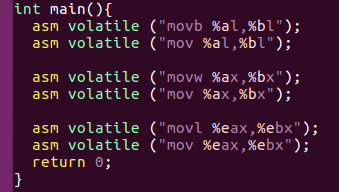 int main(){
asm volatile ("movb %al,%bl");
asm volatile ("mov %al,%bl");
asm volatile ("movw %ax,%bx");
asm volatile ("mov %ax,%bx");
asm volatile ("movl %eax,%ebx");
asm volatile ("mov %eax,%ebx");
return 0;
}